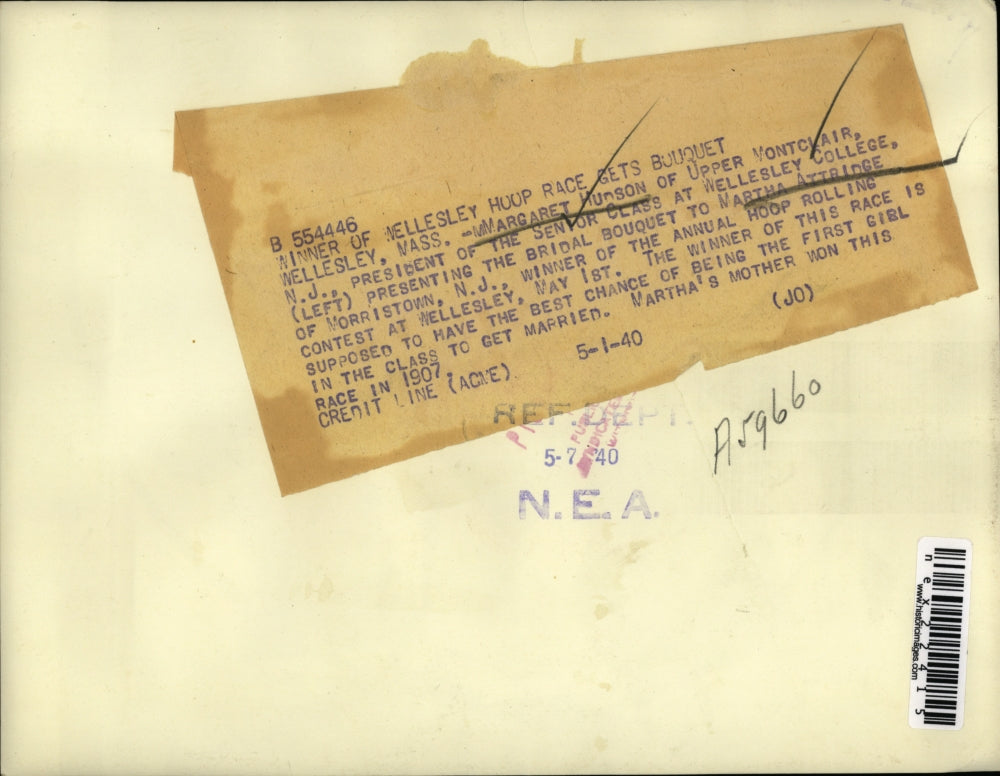 B 554446
WINNER OF WELLESLEY HOOP RACE GETS BOUQUET
WELLESLEY, MASS. --MARGARET HUDSON OF UPPER MONTCLAIR,
N.J., PRESIDENT OF THE SENIOR CLASS AT WELLESLEY COLLEGE,
(LEFT) PRESENTING THE BRIDAL BOUQUET TO MARTHA ATTRIDGE
OF MORRISTOWN, N.J., WINNER OF THE ANNUAL HOOP ROLLING
CONTEST AT WELLESLEY, MAY 1ST. THE WINNER OF THIS RACE IS
SUPPOSED TO HAVE THE BEST CHANCE OF BEING THE FIRST GIRL
IN THE CLASS TO GET MARRIED. MARTHA'S MOTHER WON THIS
RACE IN 1907.
CREDIT LINE (ACME) 5-1-40 (JO)
REF. DEPT.
5-7 40
N.E.A.
A59660
nex22415
www.historicimages.com